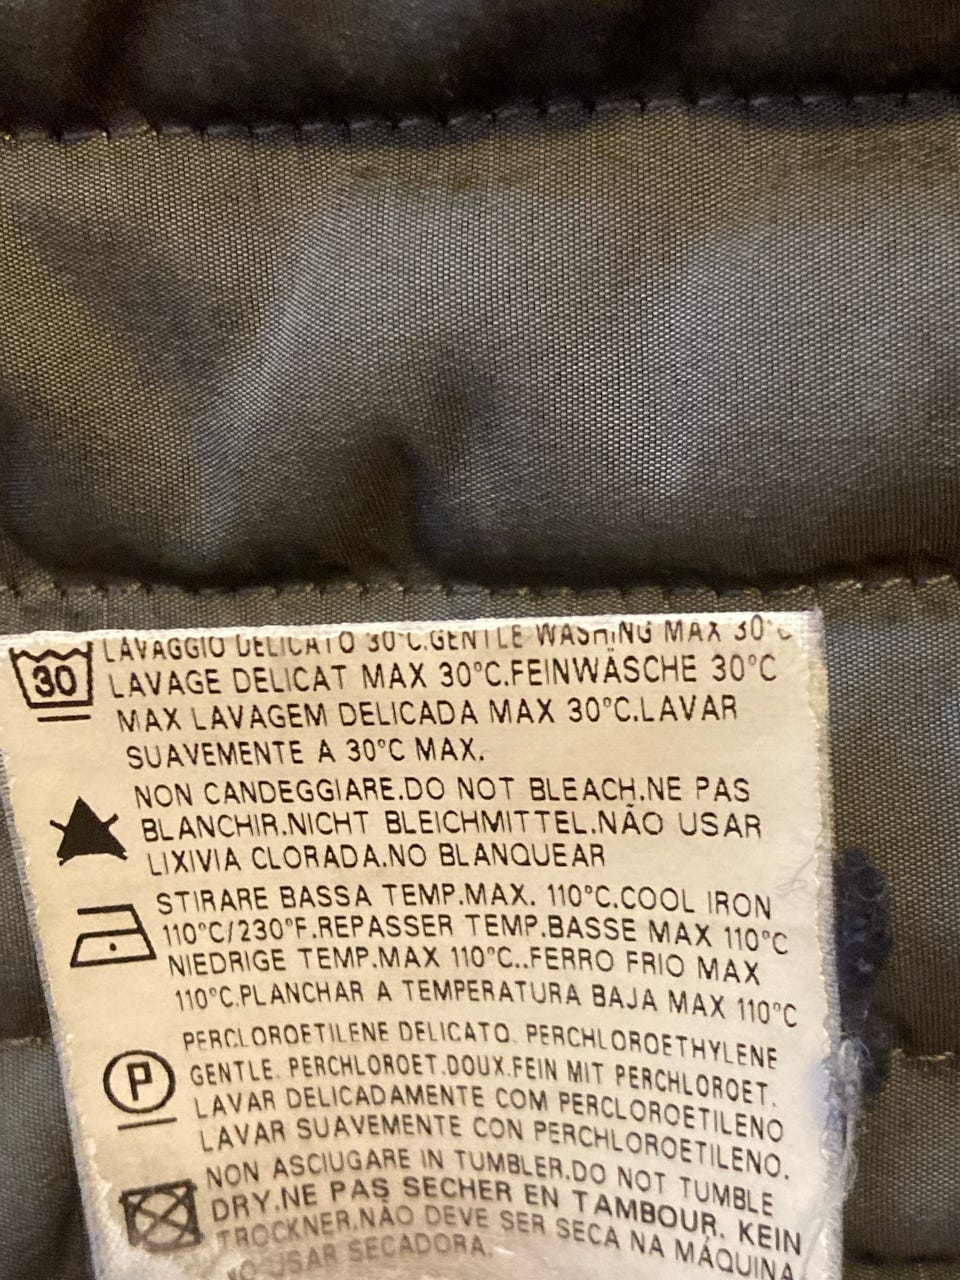 LAVAGGIO DELICATO 30°C.GENTLE WASHING MAX 30°C
30
LAVAGE DELICAT MAX 30°C.FEINWÄSCHE 30°C
MAX LAVAGEM DELICADA MAX 30°C.LAVAR
SUAVEMENTE A 30°C MAX.
NON CANDEGGIARE.DO NOT BLEACH.NE PAS
BLANCHIR.NICHT BLEICHMITTEL.NÃO USAR
LIXIVIA CLORADA.NO BLANQUEAR
STIRARE BASSA TEMP.MAX. 110°C.COOL IRON
110°C/230°F.REPASSER TEMP.BASSE MAX 110°C
NIEDRIGE TEMP.MAX 110°C..FERRO FRIO MAX
110°C.PLANCHAR A TEMPERATURA BAJA MAX 110°C
PERCLOROETILENE DELICATO. PERCHLOROETHYLENE
P
GENTLE. PERCHLOROET.DOUX.FEIN MIT PERCHLOROET.
LAVAR DELICADAMENTE COM PERCLOROETILENO
LAVAR SUAVEMENTE CON PERCHLOROETILENO.
NON ASCIUGARE IN TUMBLER.DO NOT TUMBLE
DRY.NE PAS SECHER EN TAMBOUR. KEIN
TROCKNER.NÃO DEVE SER SECA NA MÁQUINA
NO USAR SECADORA.